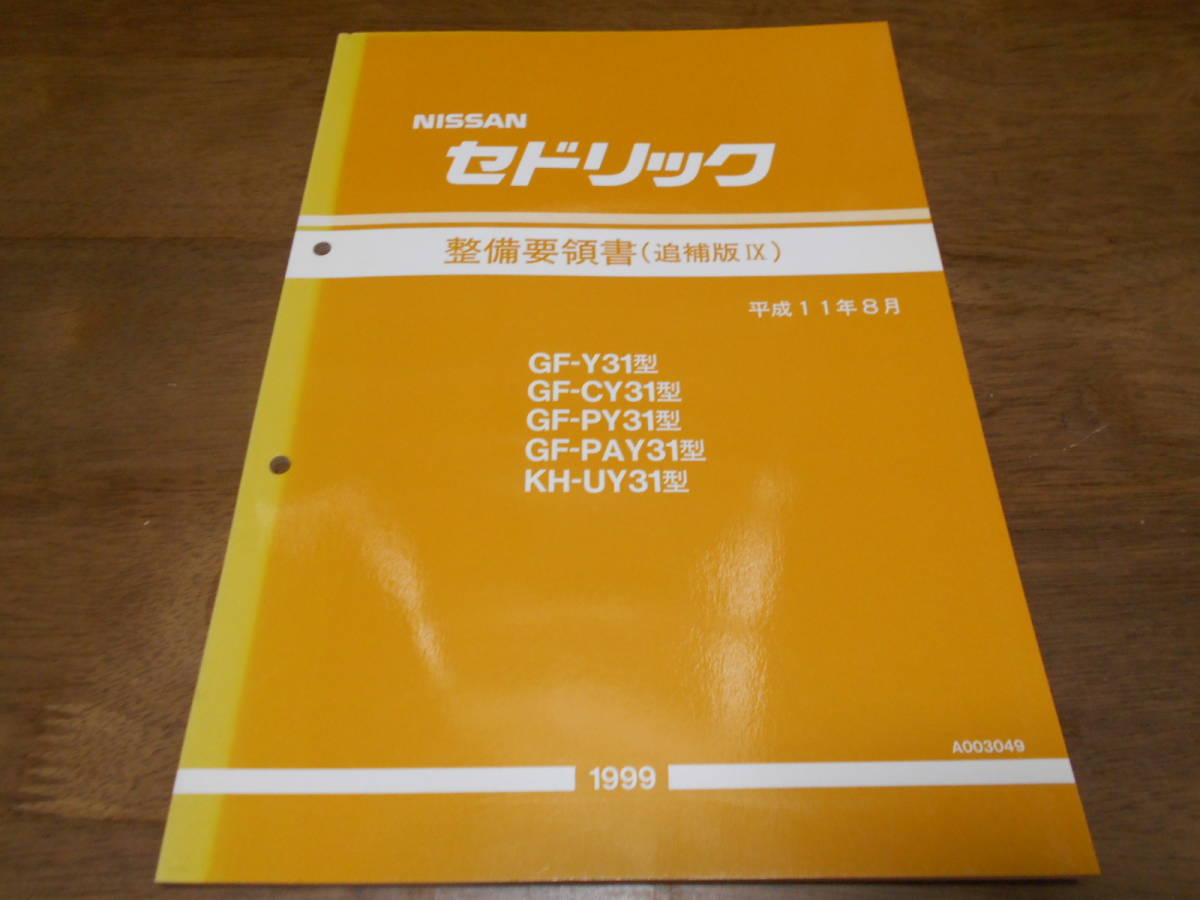 NISSAN
セドリック
整備要領書(追補版Ⅸ)
平成11年8月
GF-Y31型
GF-CY31型
GF-PY31型
GF-PAY31型
KH-UY31型
A003049
1999